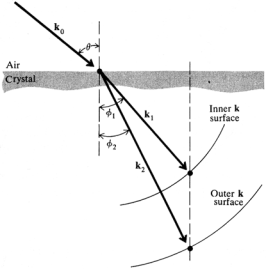 k₀
θ
Air
Crystal
ϕ₁
k₁
Inner k
surface
ϕ₂
k₂
Outer k
surface